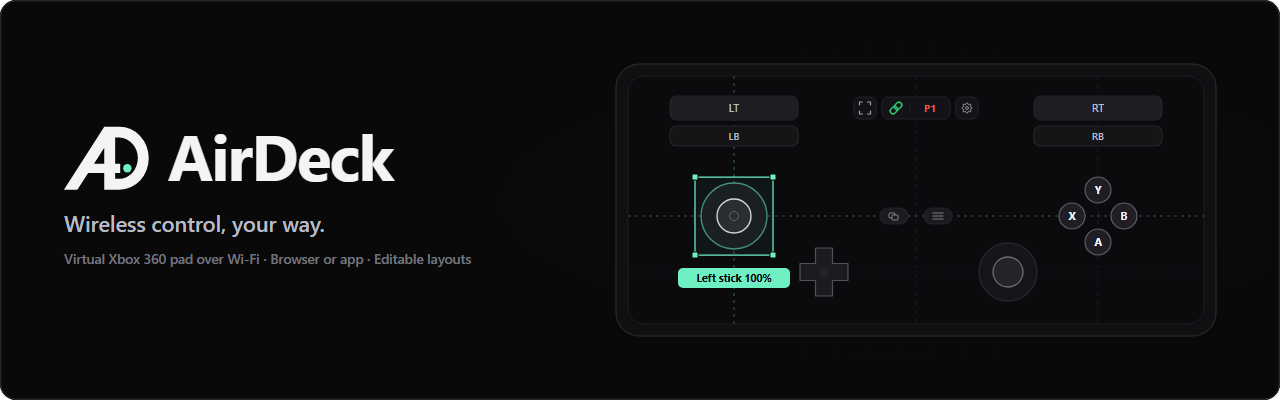 AirDeck
Wireless control, your way.
Virtual Xbox 360 pad over Wi-Fi · Browser or app · Editable layouts
LT
LB
P1
RT
RB
Y
X
B
A
Left stick 100%